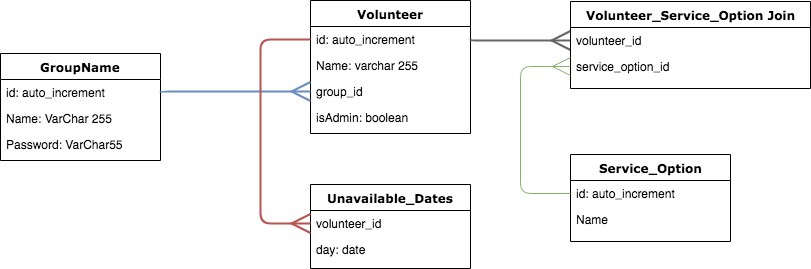 GroupName
id: auto_increment
Name: VarChar 255
Password: VarChar55
Volunteer
id: auto_increment
Name: varchar 255
group_id
isAdmin: boolean
Unavailable_Dates
volunteer_id
day: date
Volunteer_Service_Option Join
volunteer_id
service_option_id
Service_Option
id: auto_increment
Name